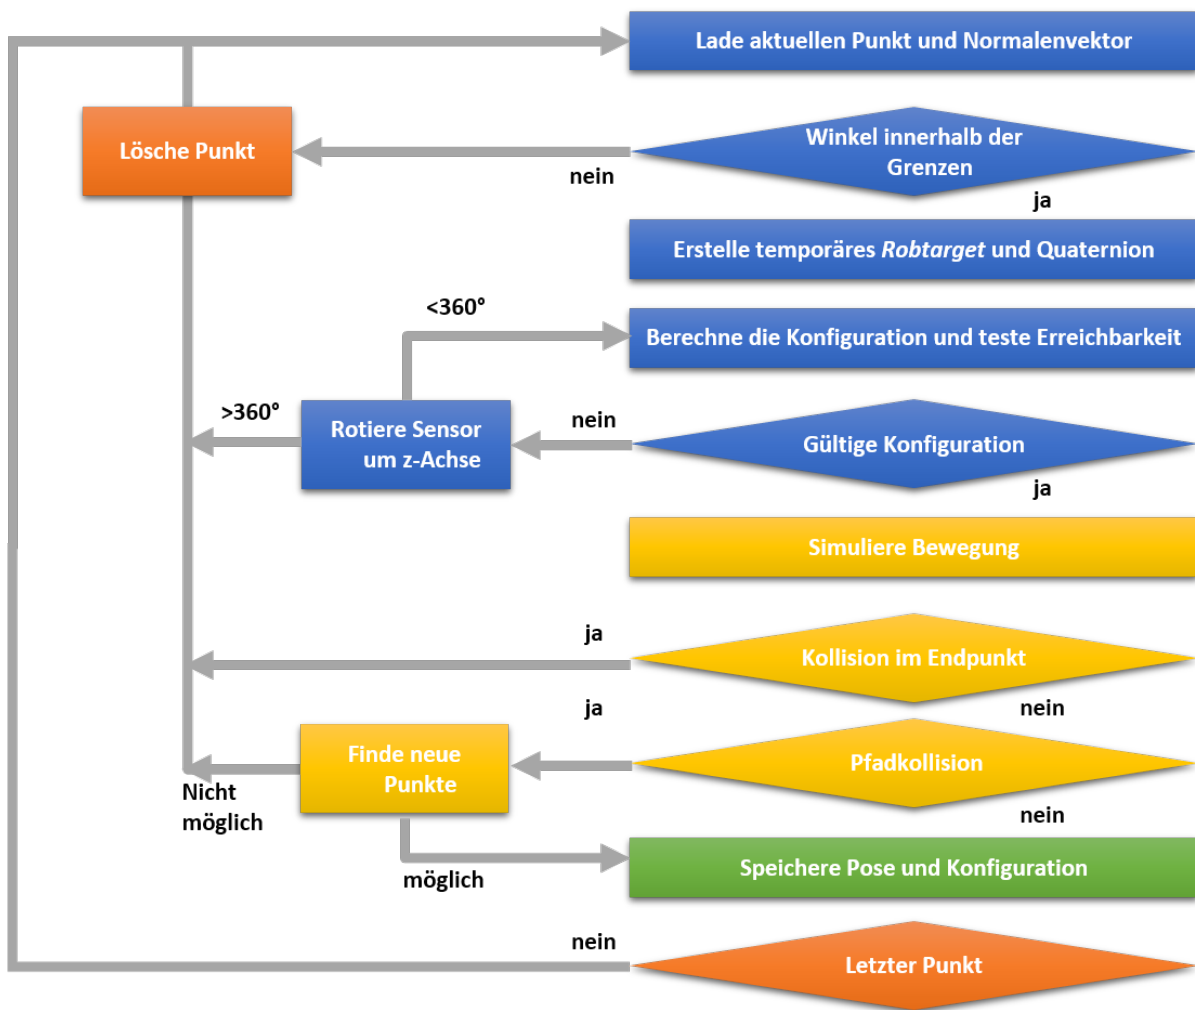 Lade aktuellen Punkt und Normalenvektor
Lösche Punkt
Winkel innerhalb der
Grenzen
nein
ja
Erstelle temporäres Robtarget und Quaternion
<360°
Berechne die Konfiguration und teste Erreichbarkeit
>360°
Rotiere Sensor
um z-Achse
nein
Gültige Konfiguration
ja
Simuliere Bewegung
ja
Kollision im Endpunkt
nein
ja
Finde neue
Punkte
Pfadkollision
Nicht
möglich
nein
möglich
Speichere Pose und Konfiguration
nein
Letzter Punkt